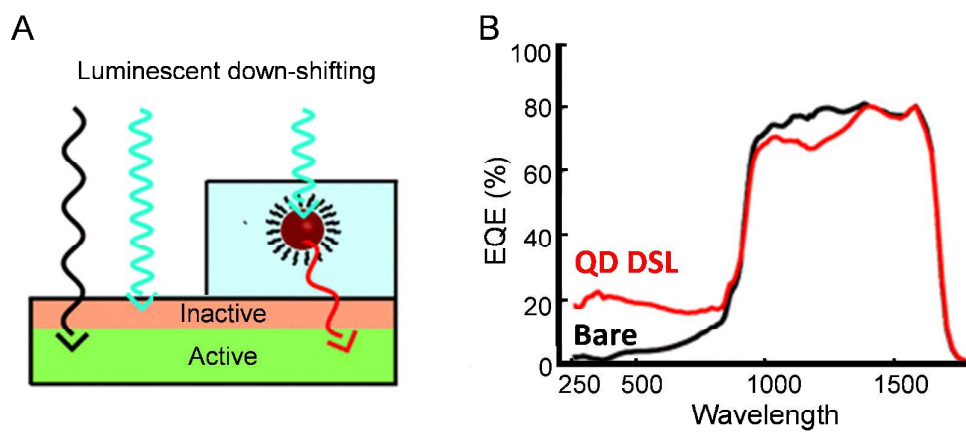 A
Luminescent down-shifting
Inactive
Active
B
100
80
60
40
20
0
EQE (%)
QD DSL
Bare
250 500 1000 1500
Wavelength